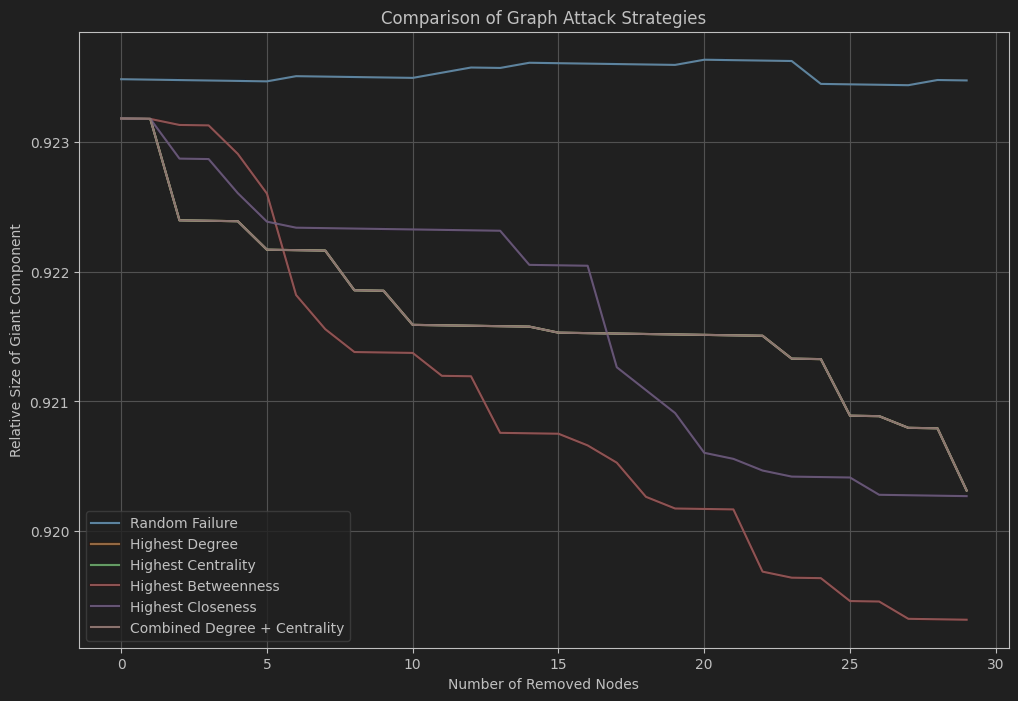 Comparison of Graph Attack Strategies
Relative Size of Giant Component
0.923
0.922
0.921
0.920
Random Failure
Highest Degree
Highest Centrality
Highest Betweenness
Highest Closeness
Combined Degree + Centrality
0 5 10 15 20 25 30
Number of Removed Nodes